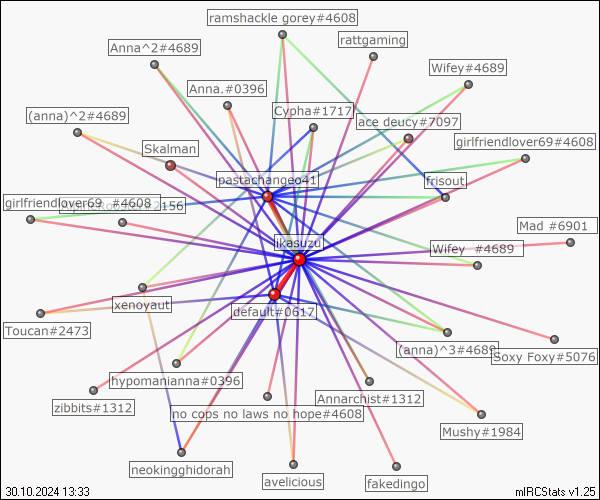 ramshackle gorey#4608
rattgaming
Anna^2#4689
Wifey#4689
Anna.#0396
Cypha#1717
(anna)^2#4689
ace deucy#7097
girlfriendlover69#4608
Skalman
pastachangeo41
frisout
girlfriendlover69_#4608
2156
Mad #6901
likasuzu
Wifey_#4689
xenoyaut
default#0617
Toucan#2473
(anna)^3#4689
Soxy Foxy#5076
hypomanianna#0396
Annarchist#1312
zibbits#1312
no cops no laws no hope#4608
Mushy#1984
neokingghidorah
avelicious
fakedingo
30.10.2024 13:33
mIRCStats v1.25